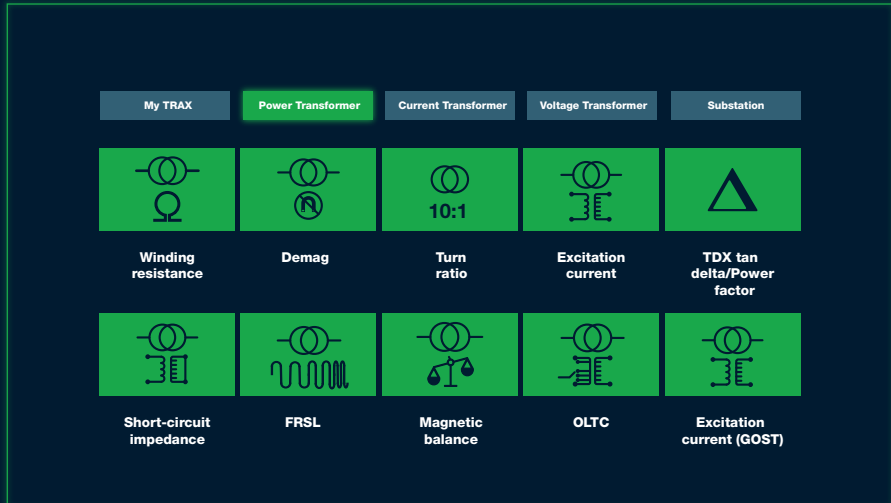 My TRAX
Power Transformer
Current Transformer
Voltage Transformer
Substation
10:1
Winding
resistance
Demag
Turn
ratio
Excitation
current
TDX tan
delta/Power
factor
Short-circuit
impedance
FRSL
Magnetic
balance
OLTC
Excitation
current (GOST)